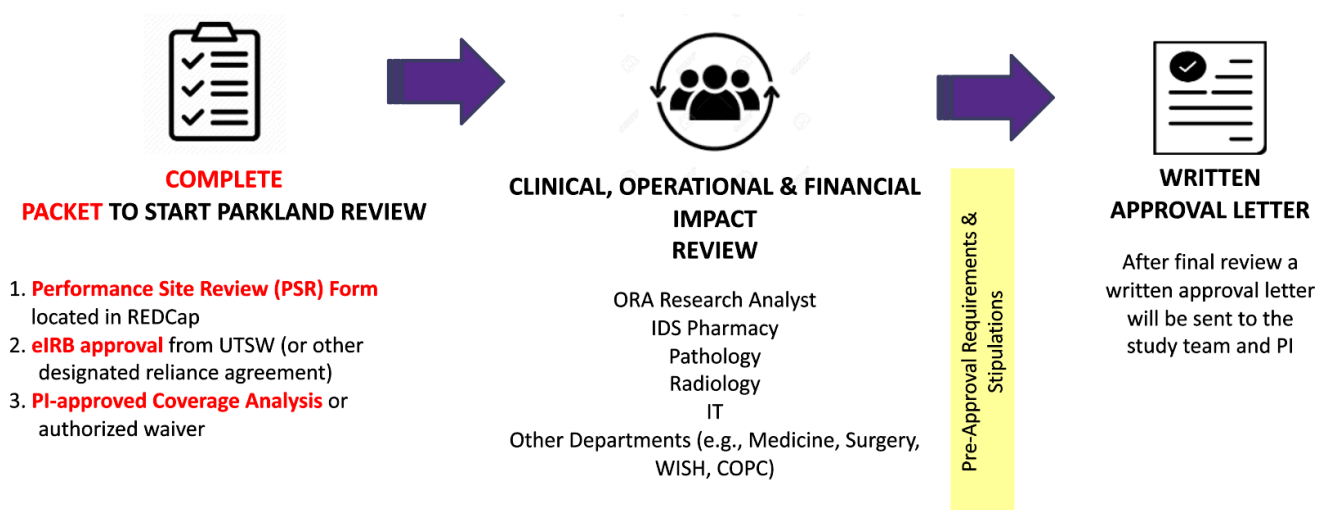 COMPLETE
PACKET TO START PARKLAND REVIEW
1. Performance Site Review (PSR) Form
located in REDCap
2. eIRB approval from UTSW (or other
designated reliance agreement)
3. PI-approved Coverage Analysis or
authorized waiver
CLINICAL, OPERATIONAL & FINANCIAL
IMPACT
REVIEW
ORA Research Analyst
IDS Pharmacy
Pathology
Radiology
IT
Other Departments (e.g., Medicine, Surgery,
WISH, COPC)
Pre-Approval Requirements &
Stipulations
WRITTEN
APPROVAL LETTER
After final review a
written approval letter
will be sent to the
study team and PI